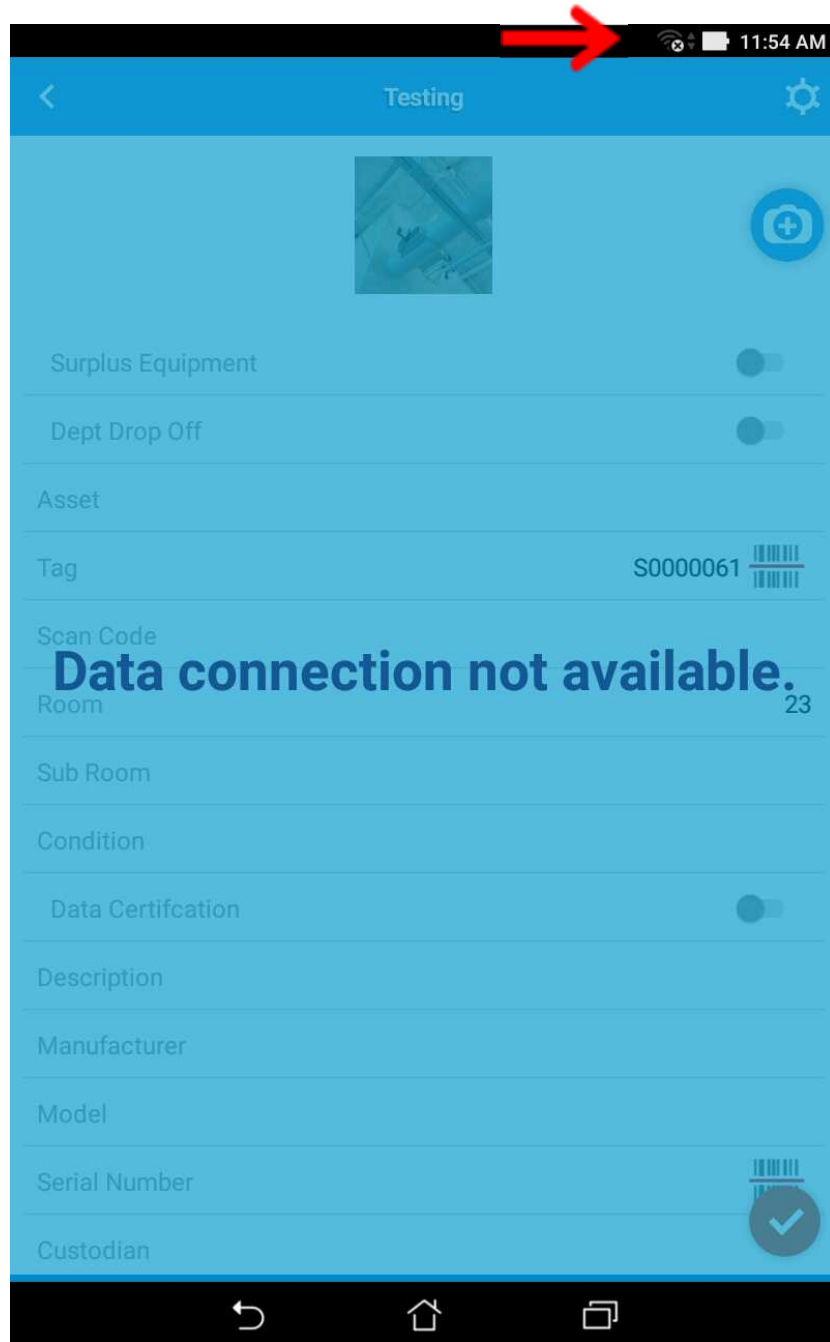 11:54 AM
Testing
Surplus Equipment
Dept Drop Off
Asset
Tag S0000061
Scan Code
Data connection not available.
Room 23
Sub Room
Condition
Data Certifcation
Description
Manufacturer
Model
Serial Number
Custodian